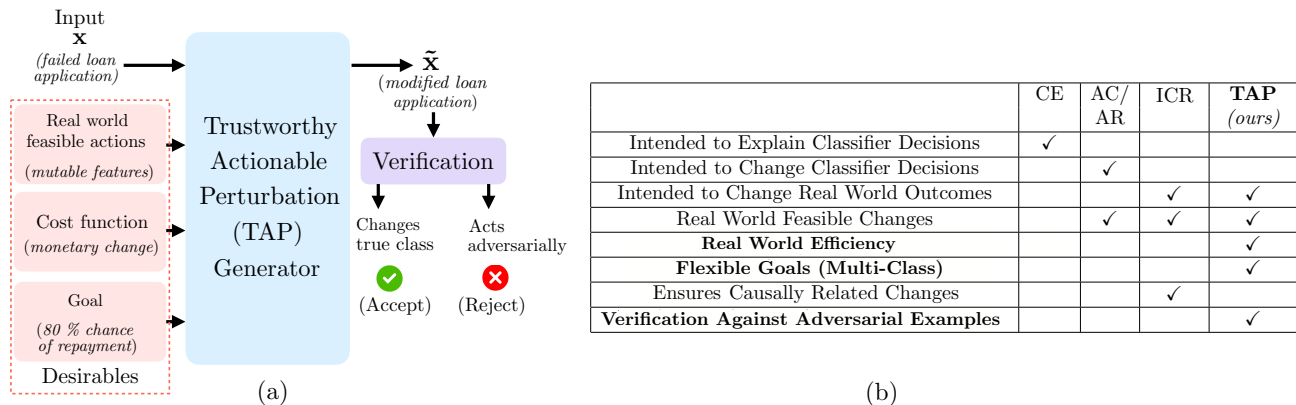 Input
x
(failed loan
application)
Real world
feasible actions
(mutable features)
Cost function
(monetary change)
Goal
(80 % chance
of repayment)
Desirables
Trustworthy
Actionable
Perturbation
(TAP)
Generator
x̃
(modified loan
application)
Verification
Changes
true class
(Accept)
Acts
adversarially
(Reject)
(a)
CE AC/ ICR TAP
AR (ours)
Intended to Explain Classifier Decisions ✓
Intended to Change Classifier Decisions ✓
Intended to Change Real World Outcomes ✓ ✓
Real World Feasible Changes ✓ ✓ ✓
Real World Efficiency ✓
Flexible Goals (Multi-Class) ✓
Ensures Causally Related Changes ✓
Verification Against Adversarial Examples ✓
(b)